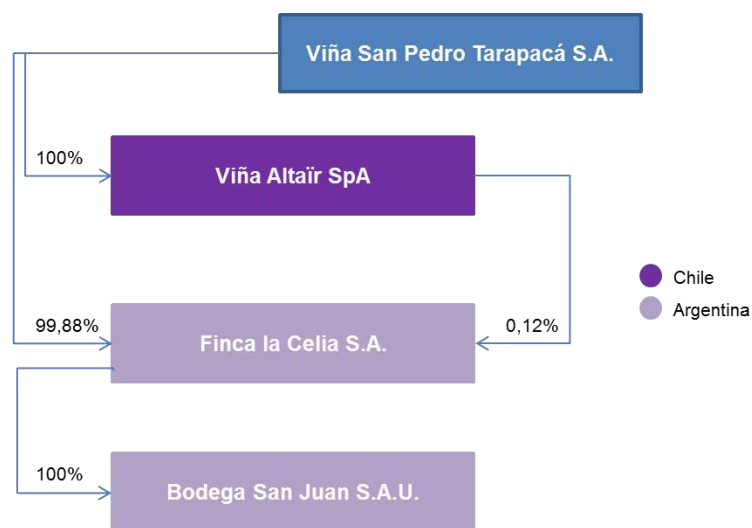 Viña San Pedro Tarapacá S.A.
100%
Viña Altaïr SpA
Chile
Argentina
99,88%
Finca la Celia S.A.
0,12%
100%
Bodega San Juan S.A.U.